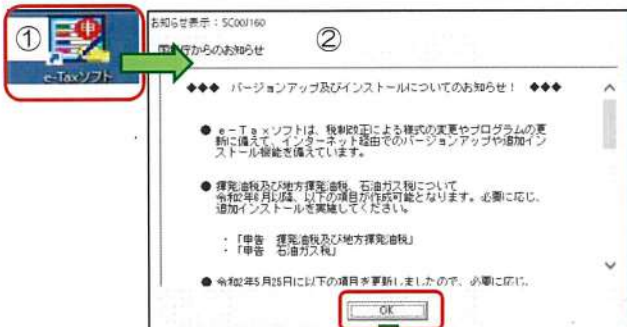 ①
e-Taxソフト
お知らせ表示：SC00J160
国税庁からのお知らせ
②
◆◆◆ バージョンアップ及びインストールについてのお知らせ！ ◆◆◆
● e－Taxソフトは、税制改正による様式の変更やプログラムの更
新に備えて、インターネット経由でのバージョンアップや追加イン
ストール機能を備えています。
● 揮発油税及び地方揮発油税、石油ガス税について
令和2年6月以降、以下の項目が作成可能となります。必要に応じ、
追加インストールを実施してください。
・「申告 揮発油税及び地方揮発油税」
・「申告 石油ガス税」
● 令和2年5月25日に以下の項目を更新しましたので、必要に応じ、
OK